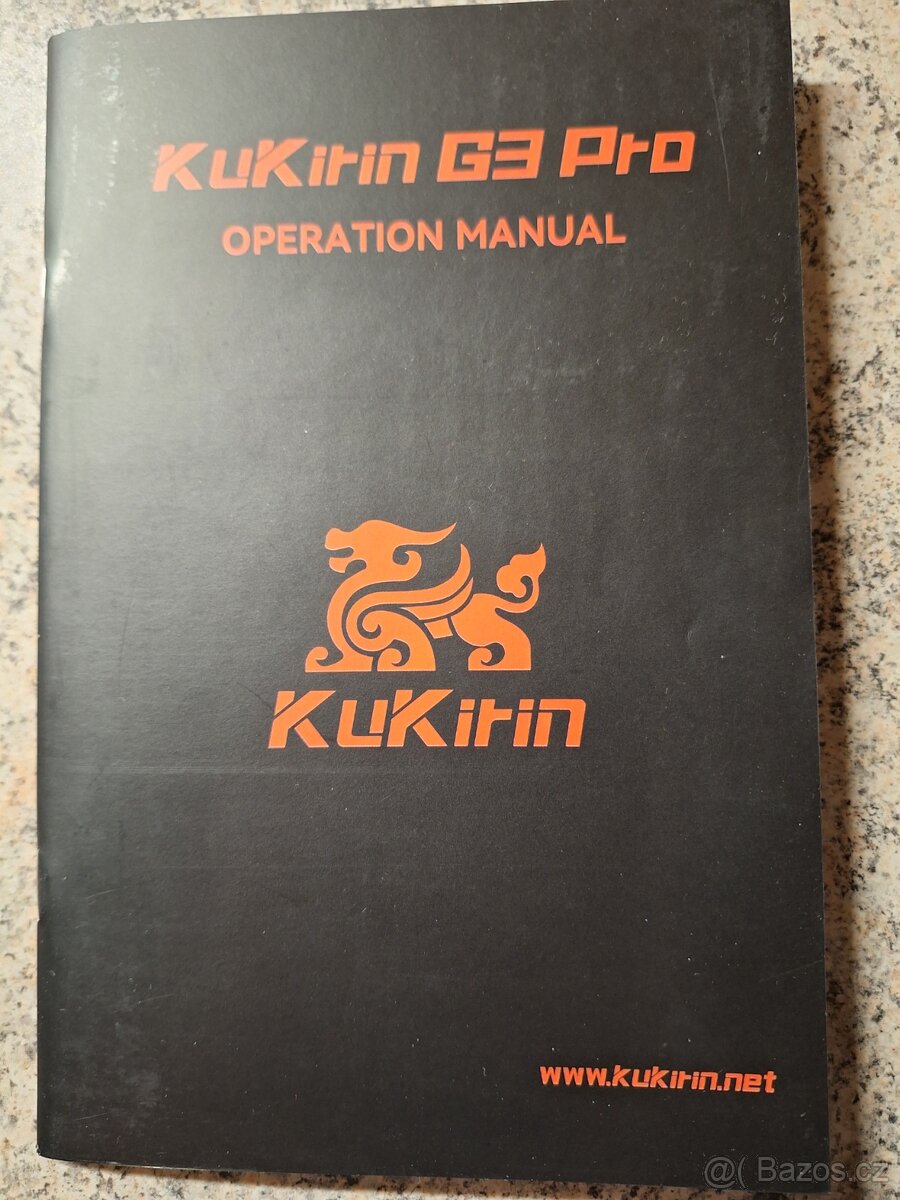 KuKirin G3 Pro
OPERATION MANUAL
KuKirin
www.kukirin.net
@( Bazos.cz